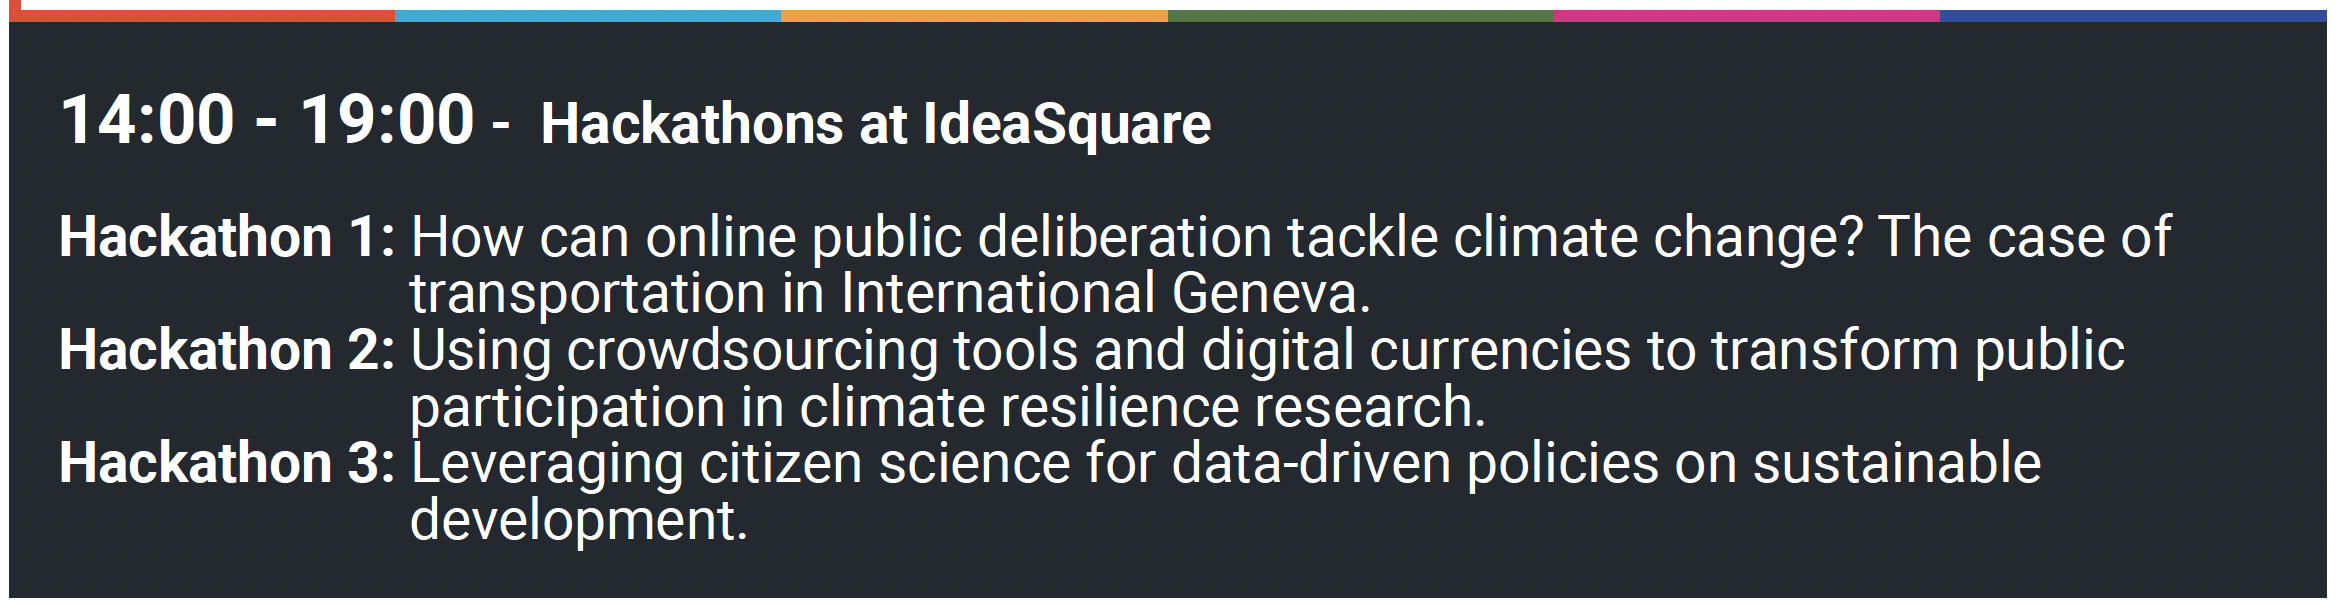 14:00 - 19:00 - Hackathons at IdeaSquare
Hackathon 1: How can online public deliberation tackle climate change? The case of
transportation in International Geneva.
Hackathon 2: Using crowdsourcing tools and digital currencies to transform public
participation in climate resilience research.
Hackathon 3: Leveraging citizen science for data-driven policies on sustainable
development.